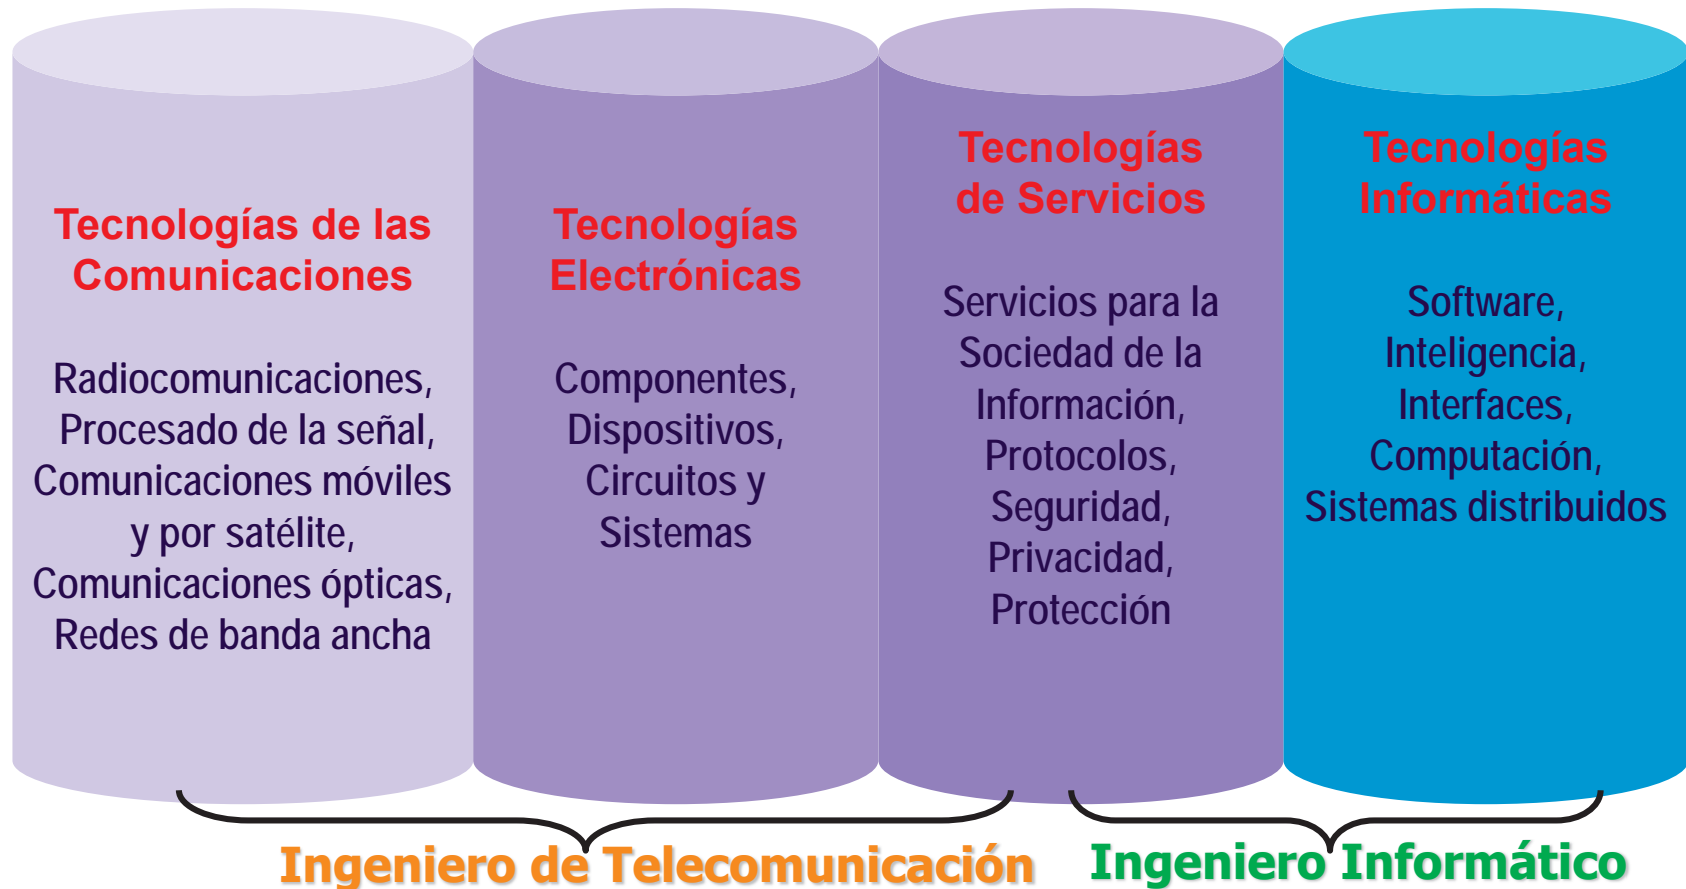 Tecnologías de las
Comunicaciones
Radiocomunicaciones,
Procesado de la señal,
Comunicaciones móviles
y por satélite,
Comunicaciones ópticas,
Redes de banda ancha
Tecnologías
Electrónicas
Componentes,
Dispositivos,
Circuitos y
Sistemas
Tecnologías
de Servicios
Servicios para la
Sociedad de la
Información,
Protocolos,
Seguridad,
Privacidad,
Protección
Tecnologías
Informáticas
Software,
Inteligencia,
Interfaces,
Computación,
Sistemas distribuidos
Ingeniero de Telecomunicación
Ingeniero Informático